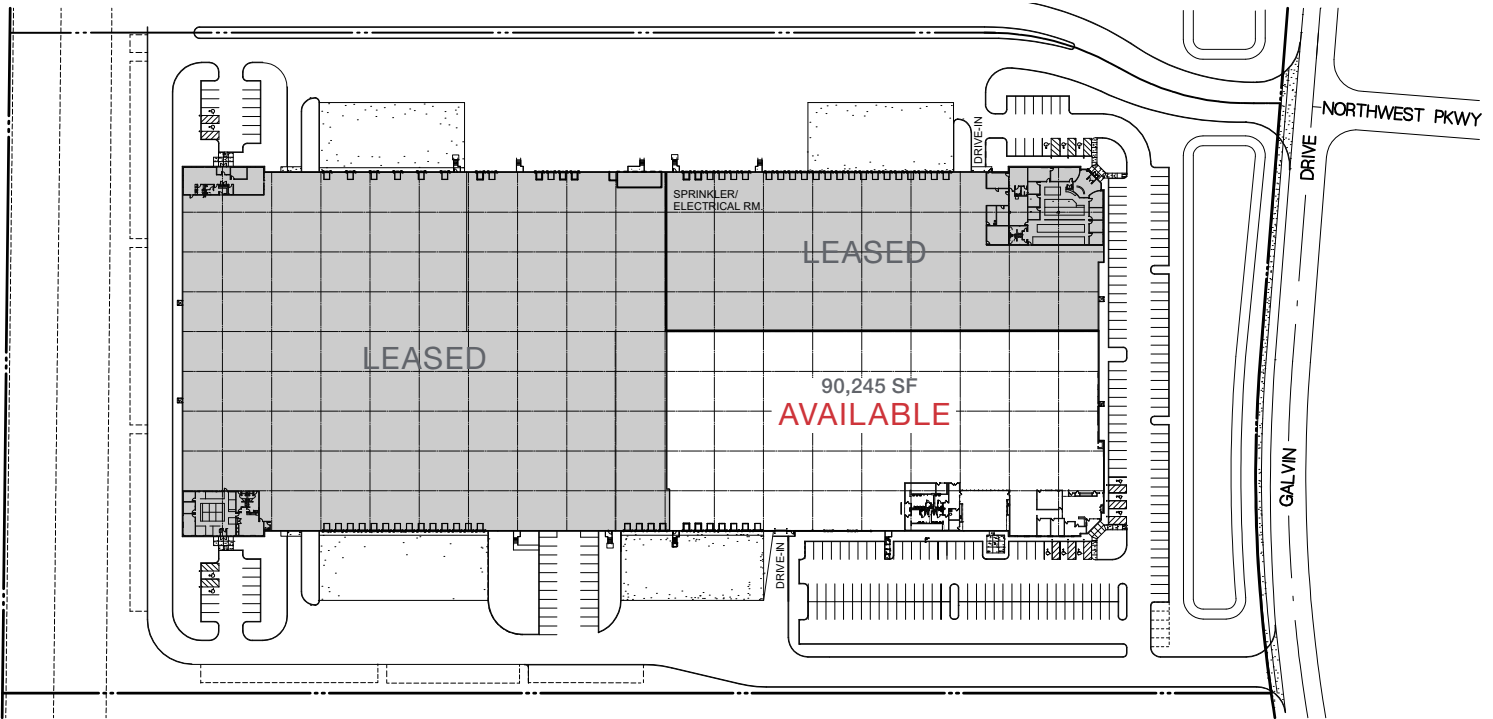 NORTHWEST PKWY
DRIVE-IN
DRIVE
SPRINKLER/
ELECTRICAL RM.
LEASED
LEASED
90,245 SF
AVAILABLE
GALVIN
DRIVE-IN